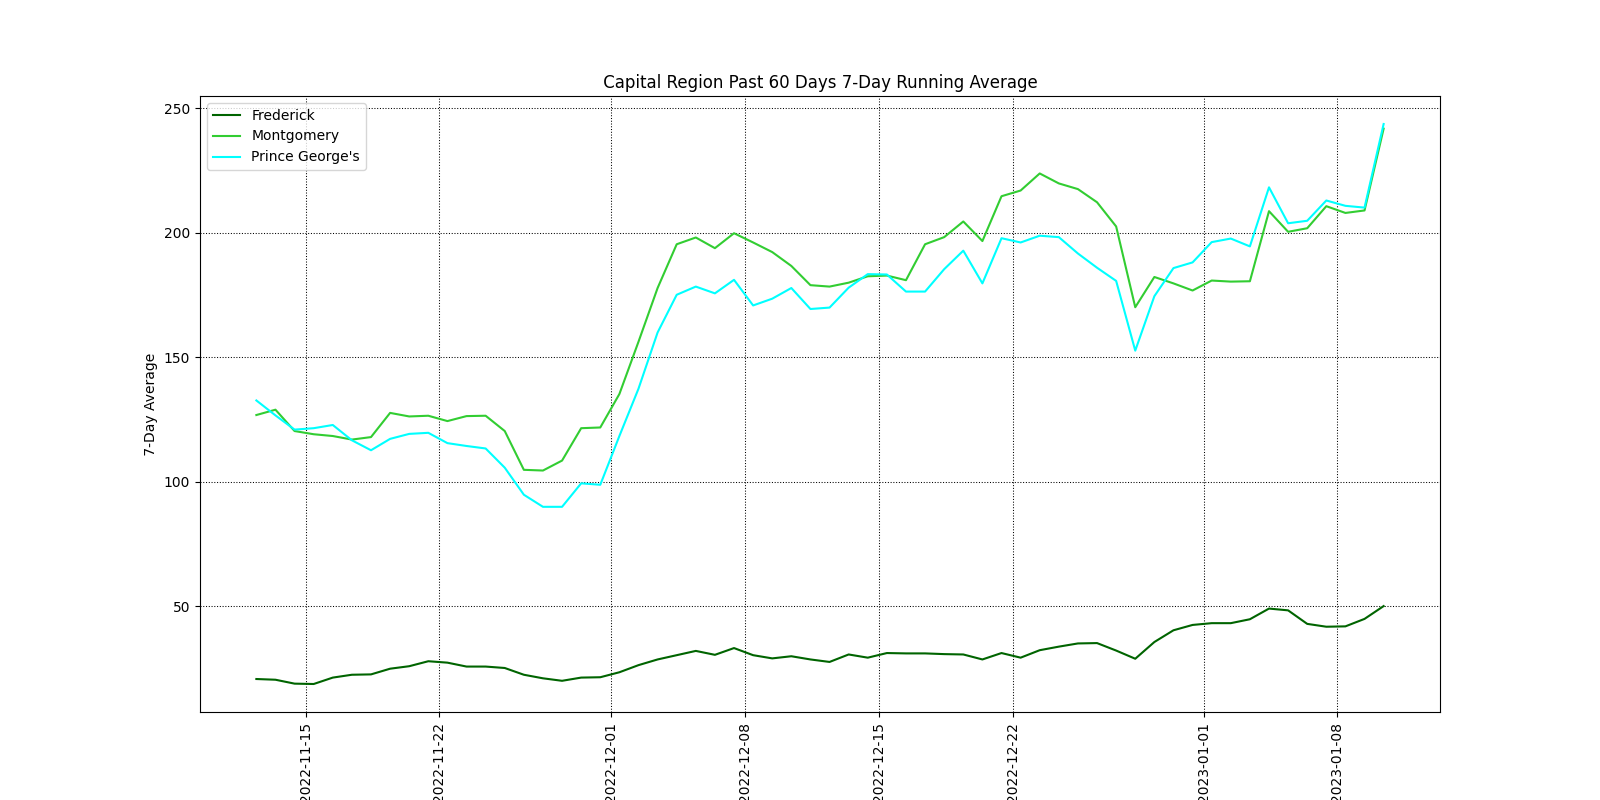 Capital Region Past 60 Days 7-Day Running Average
Frederick
Montgomery
Prince George's
7-Day Average
250
200
150
100
50
2022-11-15
2022-11-22
2022-12-01
2022-12-08
2022-12-15
2022-12-22
2023-01-01
2023-01-08